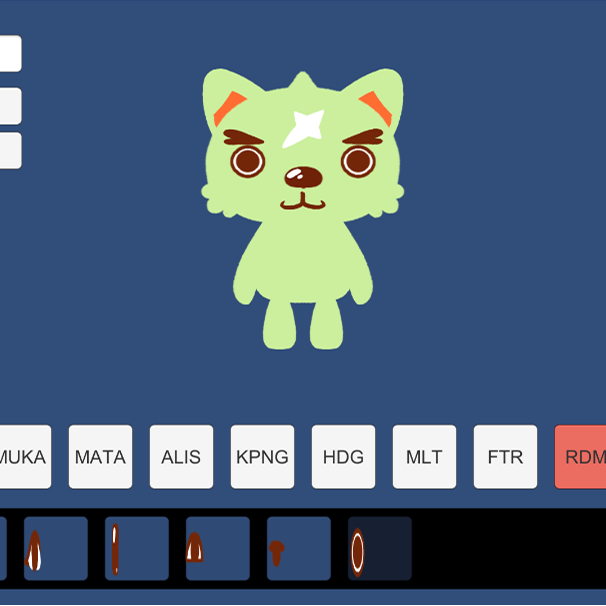 MUKA
MATA
ALIS
KPNG
HDG
MLT
FTR
RDM